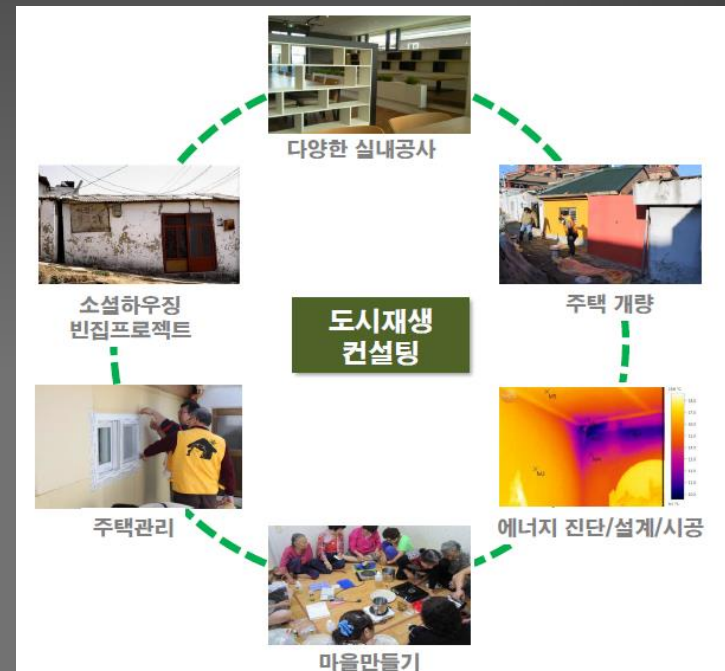 다양한 실내공사
소셜하우징
빈집프로젝트
주택 개량
도시재생
컨설팅
주택관리
에너지 진단/설계/시공
마을만들기